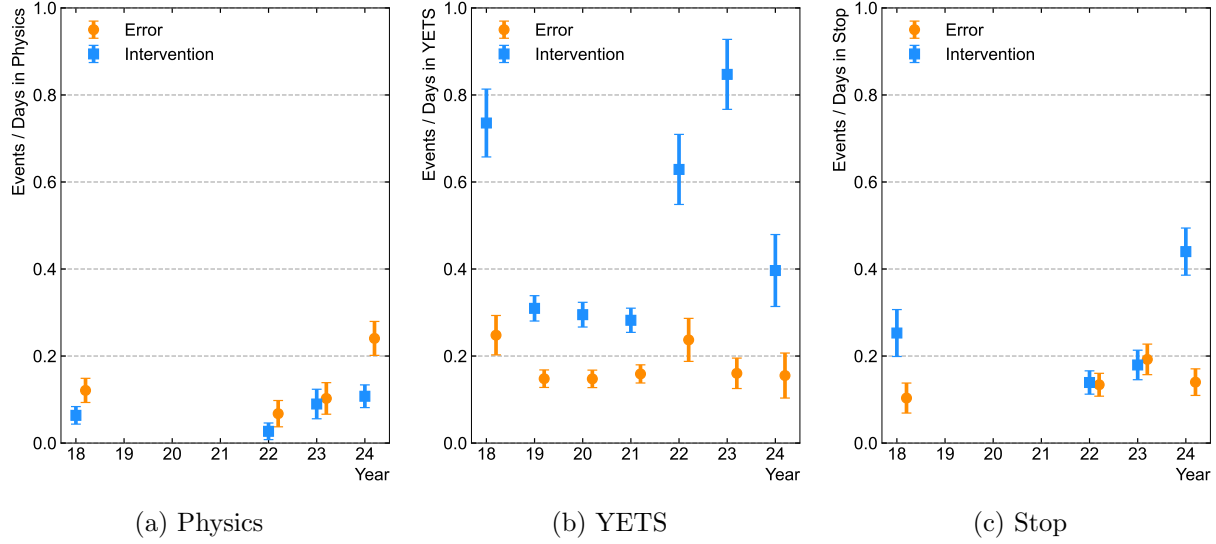 Events / Days in Physics
1.0
0.8
0.6
0.4
0.2
0.0
Error
Intervention
18 19 20 21 22 23 24
Year
(a) Physics
Events / Days in YETS
1.0
0.8
0.6
0.4
0.2
0.0
Error
Intervention
18 19 20 21 22 23 24
Year
(b) YETS
Events / Days in Stop
1.0
0.8
0.6
0.4
0.2
0.0
Error
Intervention
18 19 20 21 22 23 24
Year
(c) Stop